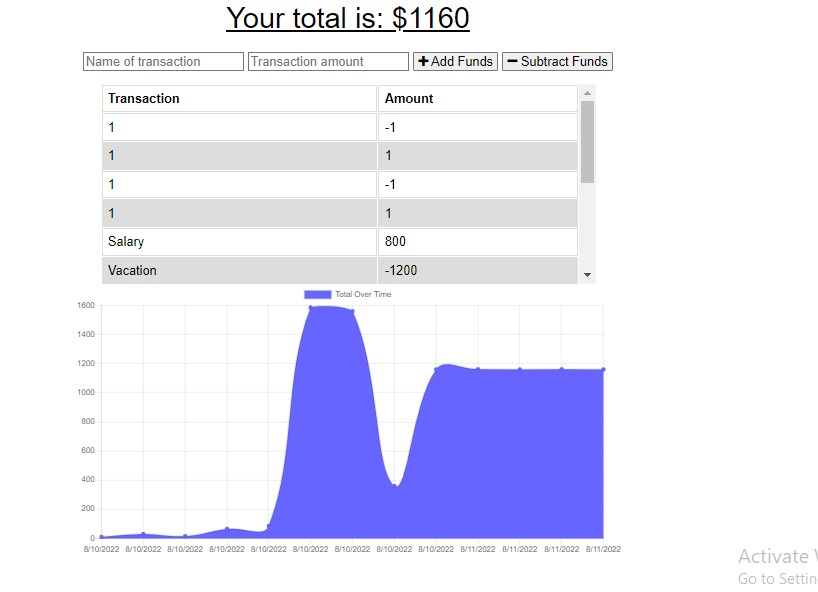 Your total is: $1160
Name of transaction Transaction amount Add Funds Subtract Funds
Transaction Amount
1 -1
1 1
1 -1
1 1
Salary 800
Vacation -1200
Total Over Time
1600
1400
1200
1000
800
600
400
200
0
8/10/2022 8/10/2022 8/10/2022 8/10/2022 8/10/2022 8/10/2022 8/10/2022 8/10/2022 8/10/2022 8/11/2022 8/11/2022 8/11/2022 8/11/2022
Activate
Go to Settin